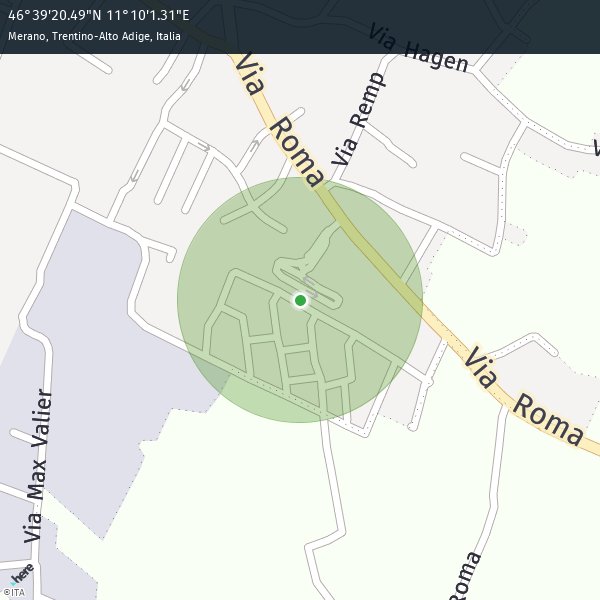 46°39'20.49"N 11°10'1.31"E
Merano, Trentino-Alto Adige, Italia
Via Hagen
Via Roma
Via Remp
V
Via Roma
Via Max Valier
Roma
here
©ITA